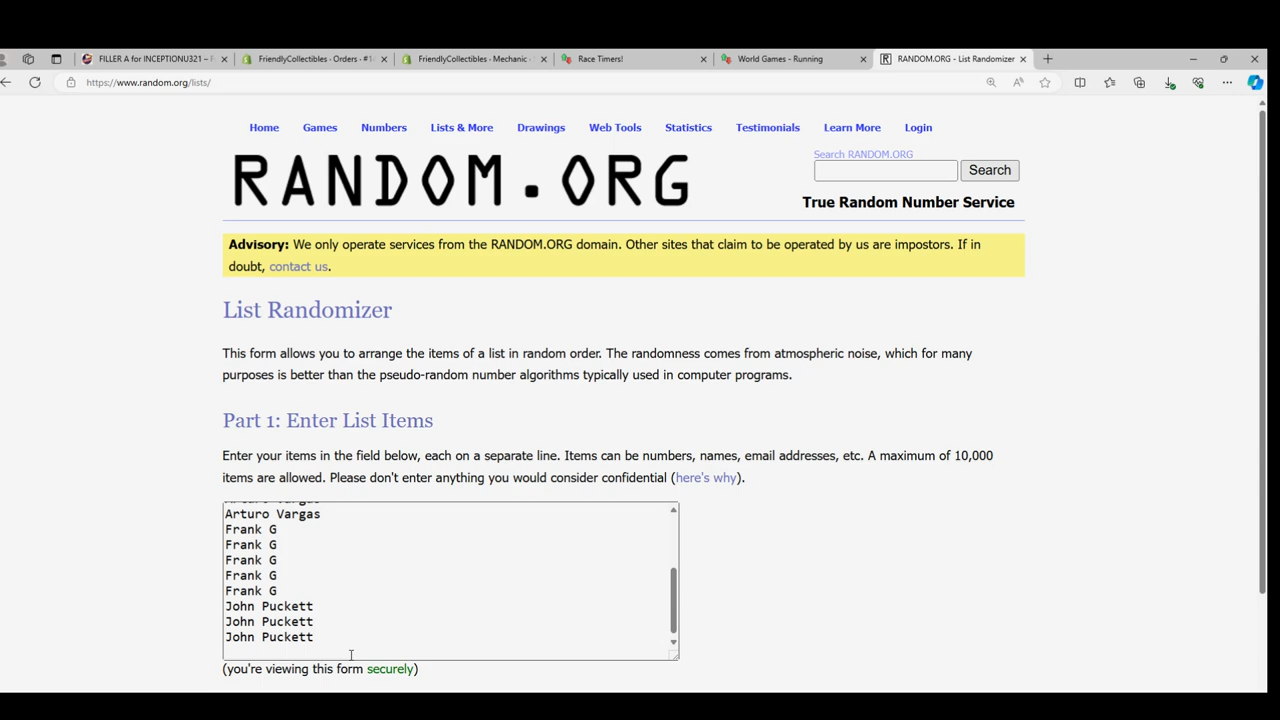 FILLER A for INCEPTIONU321 – F
FriendlyCollectibles · Orders · #1
FriendlyCollectibles · Mechanic
Race Timers!
World Games - Running
RANDOM.ORG - List Randomizer
https://www.random.org/lists/
Home Games Numbers Lists & More Drawings Web Tools Statistics Testimonials Learn More Login
RANDOM.ORG
Search RANDOM.ORG
Search
True Random Number Service
Advisory: We only operate services from the RANDOM.ORG domain. Other sites that claim to be operated by us are impostors. If in
doubt, contact us.
List Randomizer
This form allows you to arrange the items of a list in random order. The randomness comes from atmospheric noise, which for many
purposes is better than the pseudo-random number algorithms typically used in computer programs.
Part 1: Enter List Items
Enter your items in the field below, each on a separate line. Items can be numbers, names, email addresses, etc. A maximum of 10,000
items are allowed. Please don't enter anything you would consider confidential (here's why).
Arturo Vargas
Frank G
Frank G
Frank G
Frank G
Frank G
John Puckett
John Puckett
John Puckett
(you're viewing this form securely)